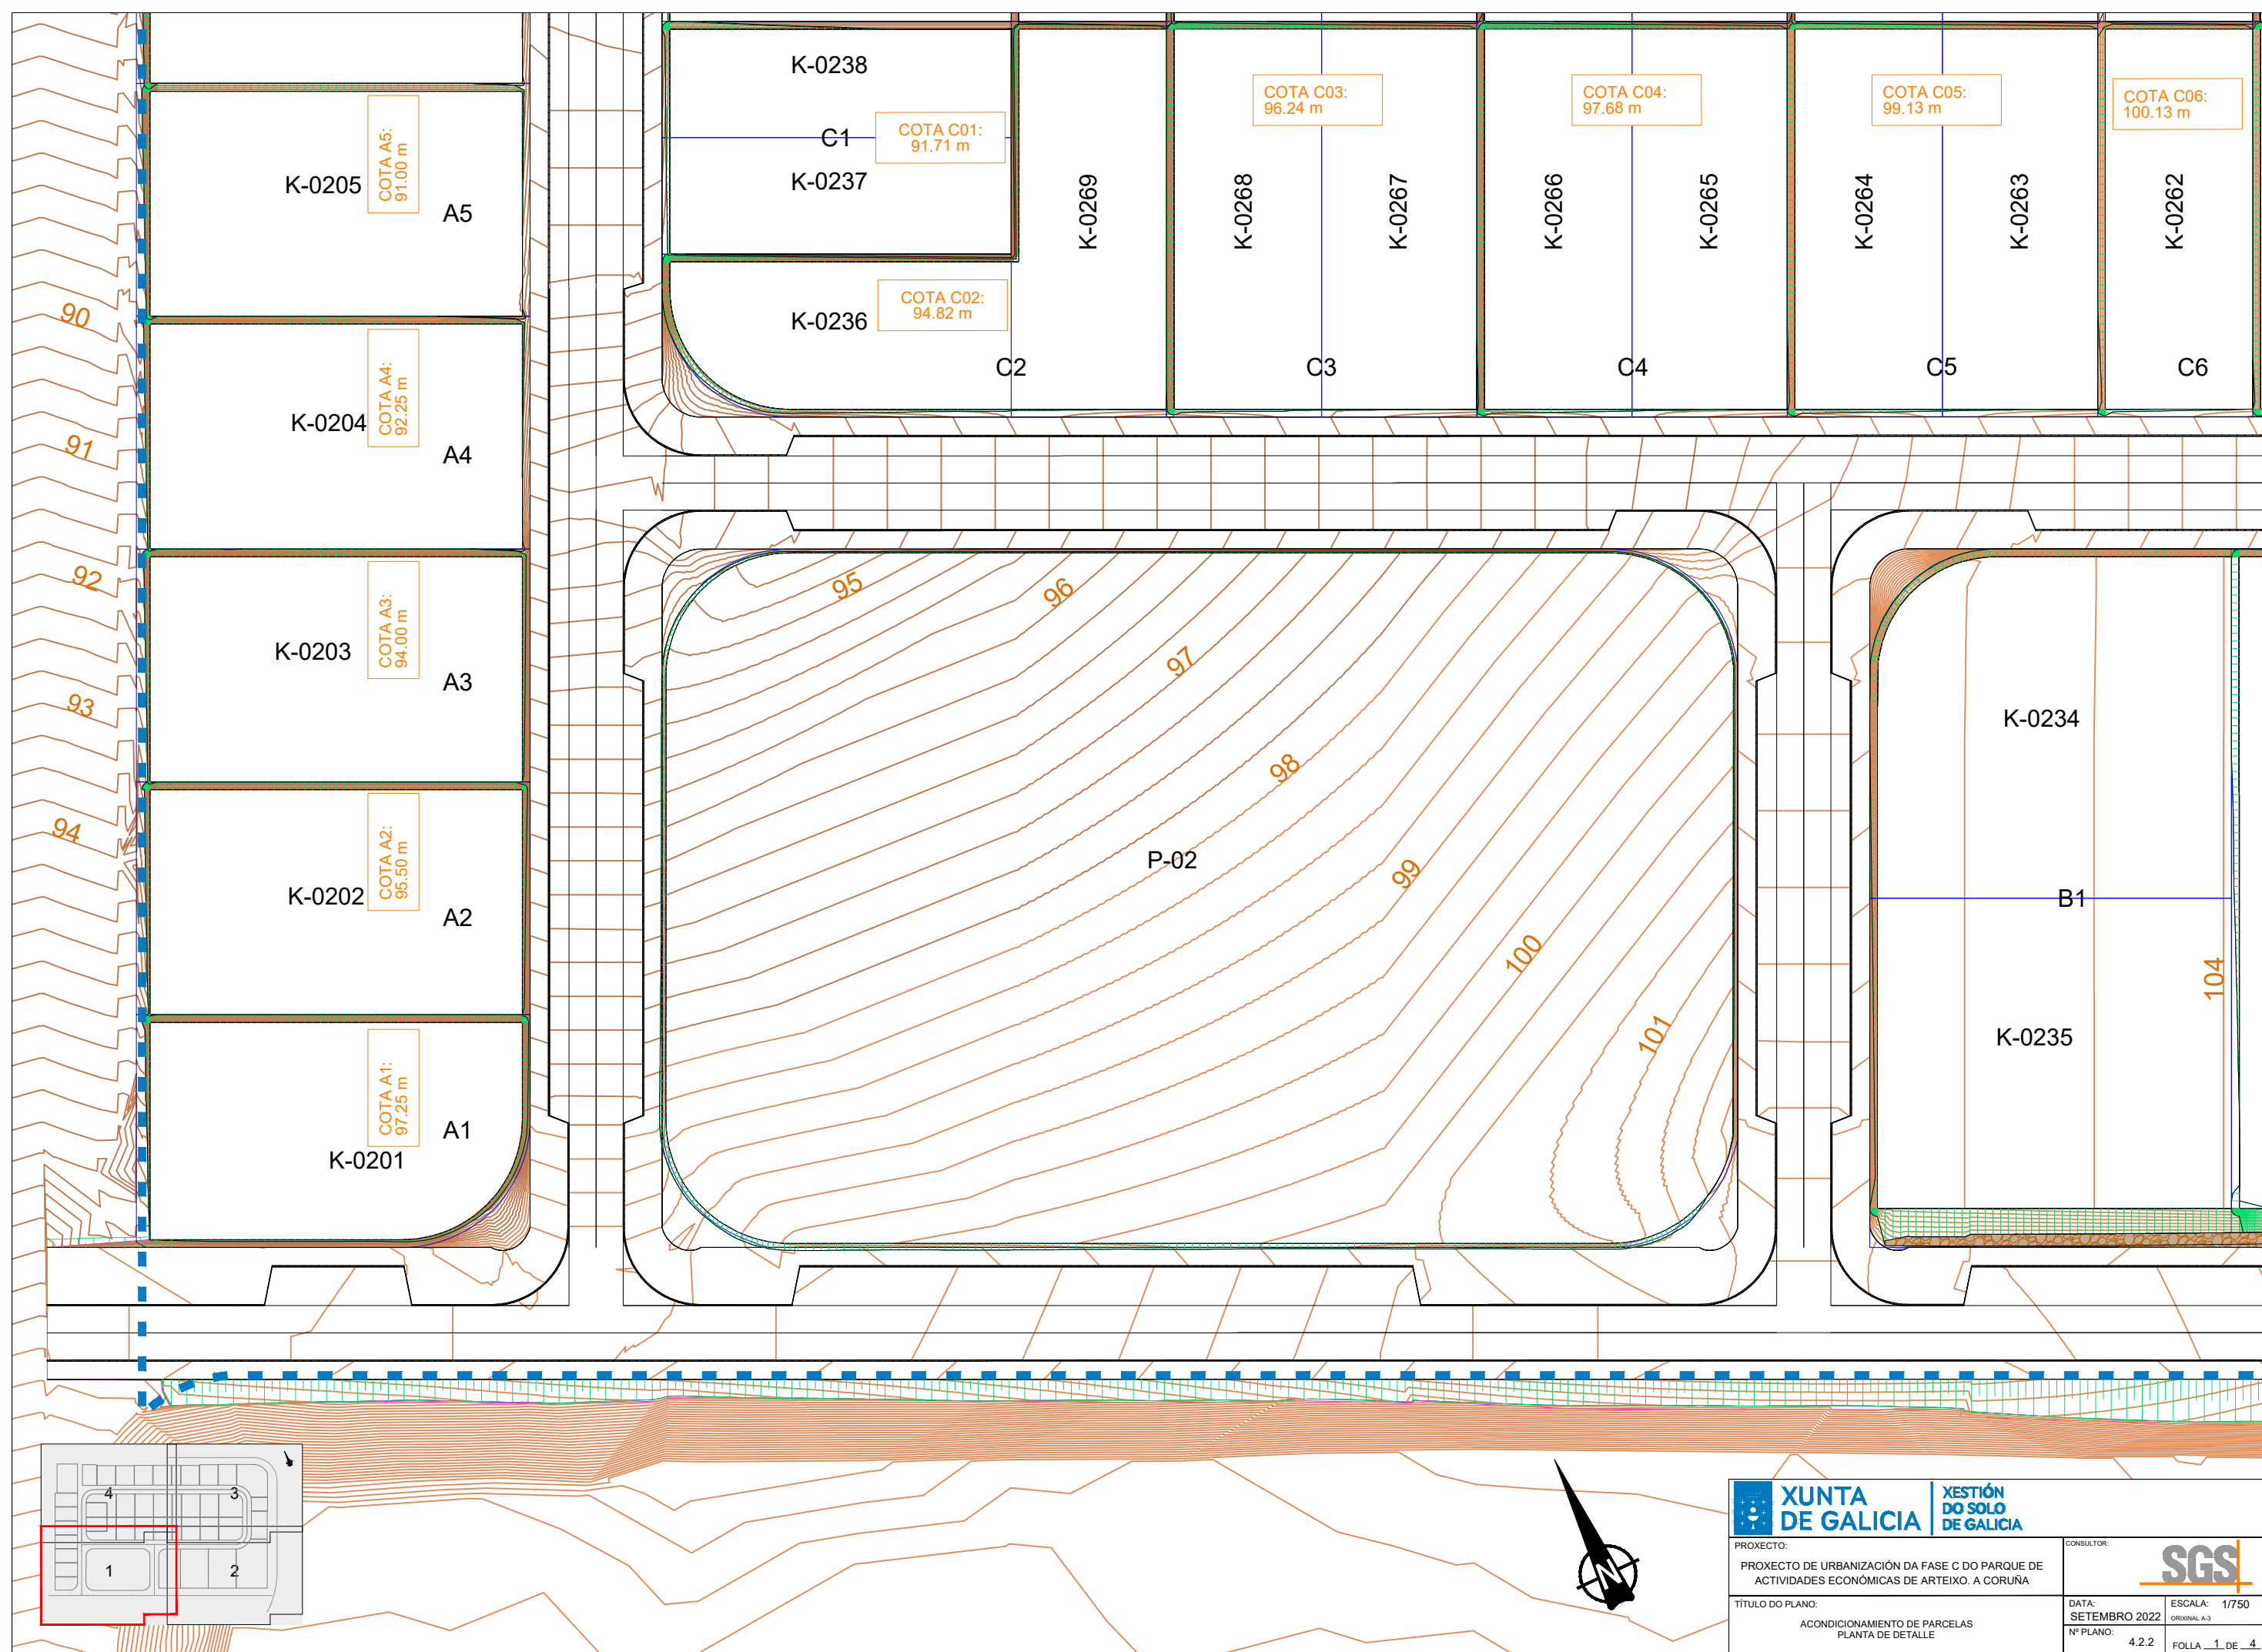 K-0238
COTA C01:
91.71 m
C1
K-0237
K-0269
COTA C03:
96.24 m
K-0268
K-0267
COTA C04:
97.68 m
K-0266
K-0265
COTA C05:
99.13 m
K-0264
K-0263
COTA C06:
100.13 m
K-0262
K-0205
COTA A5:
91.00 m
A5
K-0236
COTA C02:
94.82 m
C2
C3
C4
C5
C6
90
K-0204
COTA A4:
92.25 m
A4
91
92
K-0203
COTA A3:
94.00 m
A3
93
94
K-0202
COTA A2:
95.50 m
A2
COTA A1:
97.25 m
A1
K-0201
95
96
97
98
P-02
99
100
101
K-0234
B1
104
K-0235
4
3
1
2
N
XUNTA
DE GALICIA
XESTIÓN
DO SOLO
DE GALICIA
PROXECTO:
PROXECTO DE URBANIZACIÓN DA FASE C DO PARQUE DE
ACTIVIDADES ECONÓMICAS DE ARTEIXO. A CORUÑA
CONSULTOR:
SGS
TÍTULO DO PLANO:
ACONDICIONAMIENTO DE PARCELAS
PLANTA DE DETALLE
DATA:
SETEMBRO 2022
ESCALA: 1/750
ORIXINAL A-3
Nº PLANO:
4.2.2
FOLLA 1 DE 4